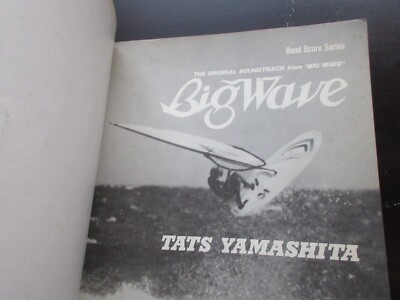 Band Score Series
THE ORIGINAL SOUNDTRACK from "BIG WAVE"
Big Wave
TATS YAMASHITA